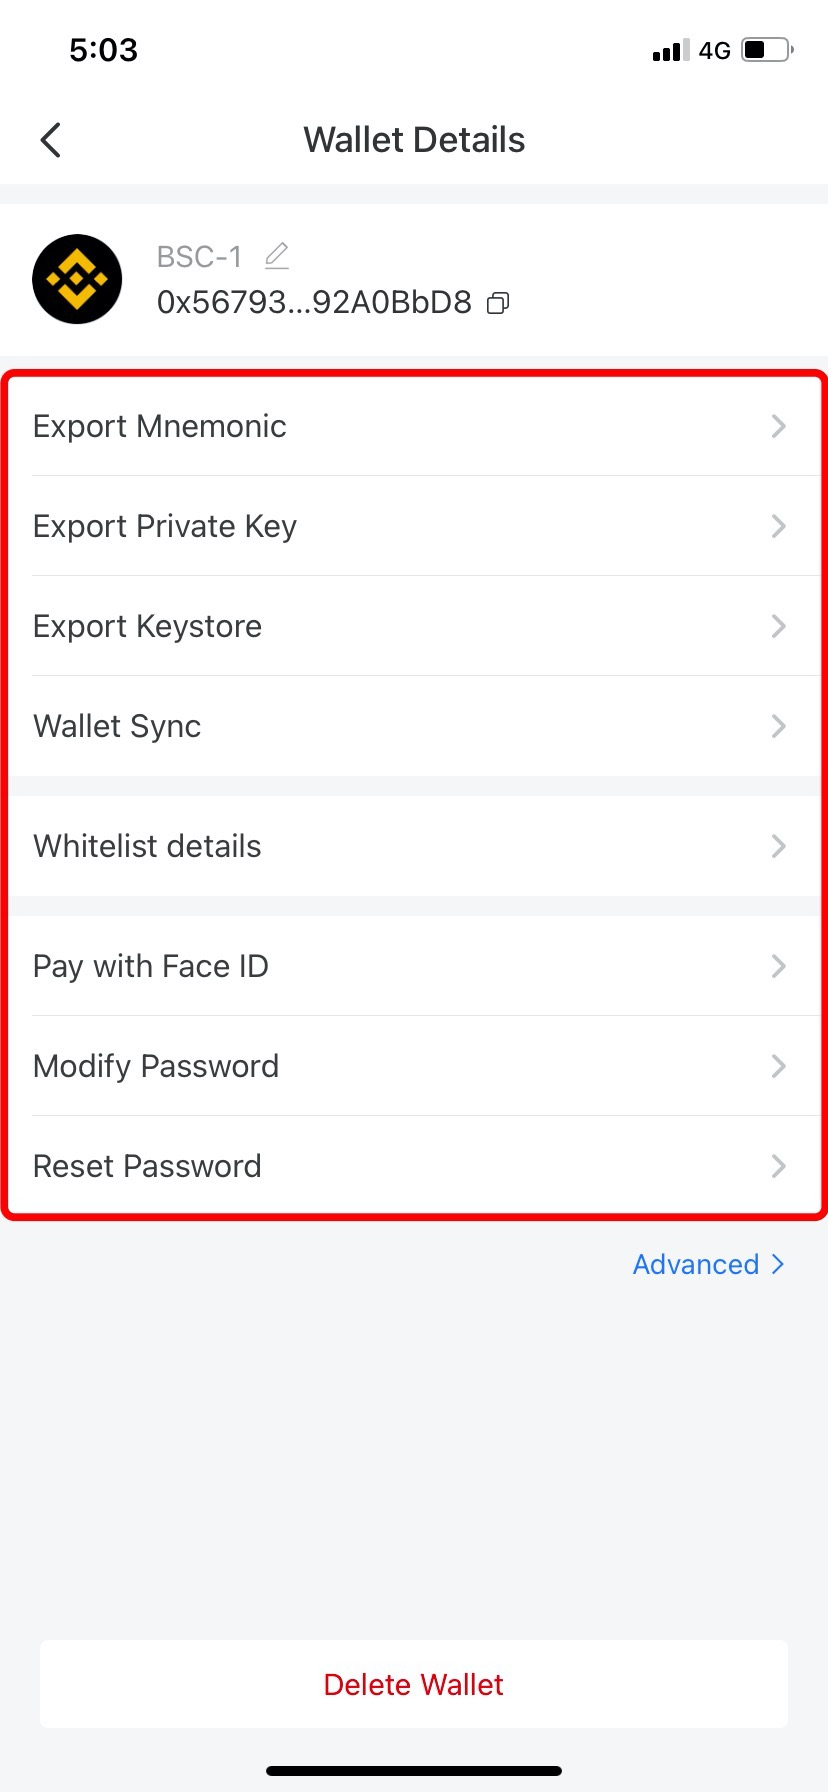 5:03
4G
Wallet Details
BSC-1
0x56793...92A0BbD8
Export Mnemonic
Export Private Key
Export Keystore
Wallet Sync
Whitelist details
Pay with Face ID
Modify Password
Reset Password
Advanced
Delete Wallet